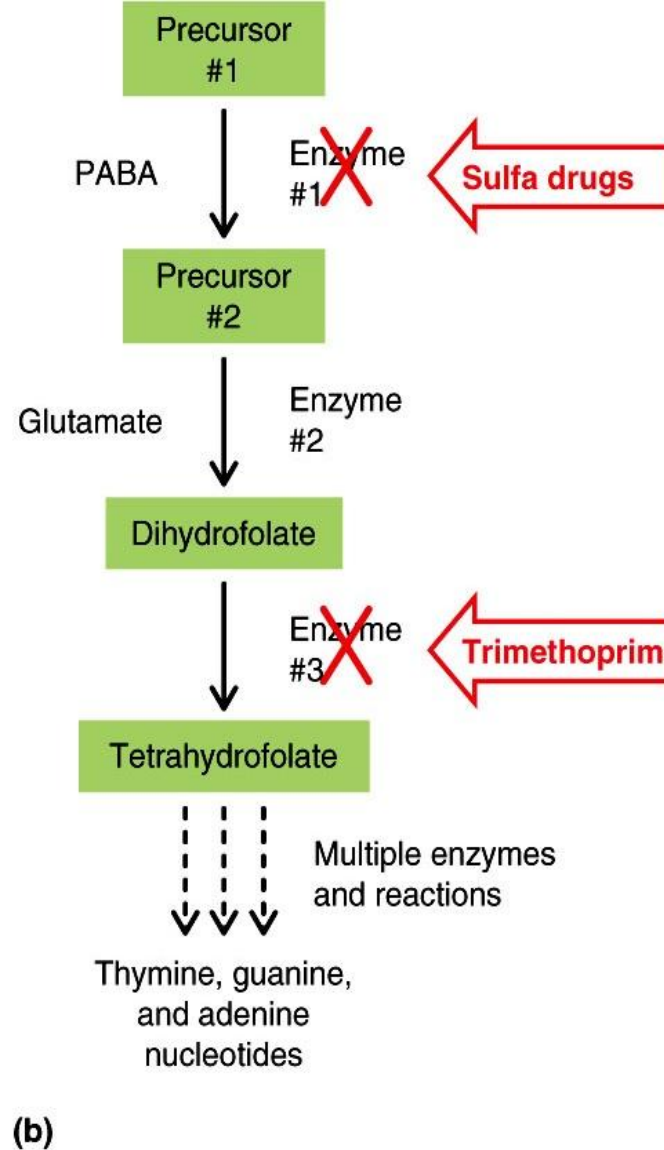 Precursor
#1
PABA
Enzyme
#1
Sulfa drugs
Precursor
#2
Glutamate
Enzyme
#2
Dihydrofolate
Enzyme
#3
Trimethoprim
Tetrahydrofolate
Multiple enzymes
and reactions
Thymine, guanine,
and adenine
nucleotides
(b)